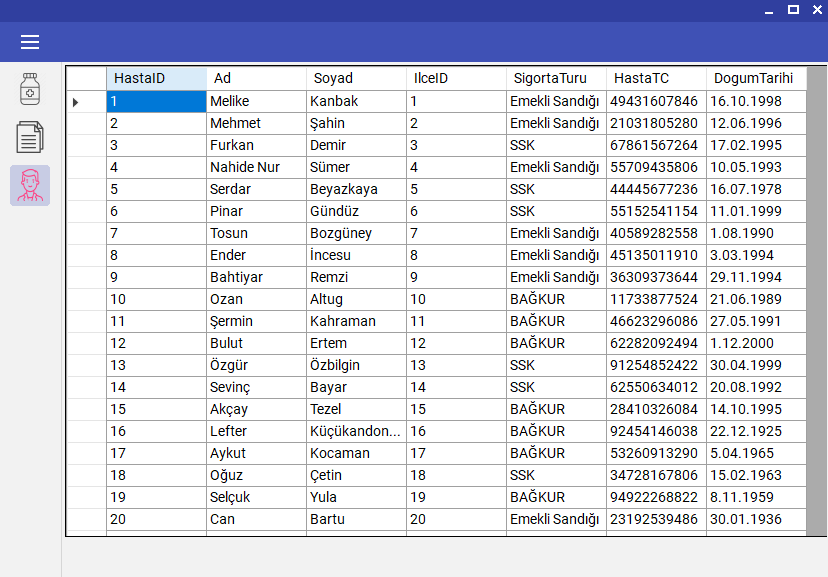 HastaID Ad Soyad IlceID SigortaTuru HastaTC DogumTarihi
1 Melike Kanbak 1 Emekli Sandığı 49431607846 16.10.1998
2 Mehmet Şahin 2 Emekli Sandığı 21031805280 12.06.1996
3 Furkan Demir 3 SSK 67861567264 17.02.1995
4 Nahide Nur Sümer 4 Emekli Sandığı 55709435806 10.05.1993
5 Serdar Beyazkaya 5 SSK 44445677236 16.07.1978
6 Pinar Gündüz 6 SSK 55152541154 11.01.1999
7 Tosun Bozgüney 7 Emekli Sandığı 40589282558 1.08.1990
8 Ender İncesu 8 Emekli Sandığı 45135011910 3.03.1994
9 Bahtiyar Remzi 9 Emekli Sandığı 36309373644 29.11.1994
10 Ozan Altug 10 BAĞKUR 11733877524 21.06.1989
11 Şermin Kahraman 11 BAĞKUR 46623296086 27.05.1991
12 Bulut Ertem 12 BAĞKUR 62282092494 1.12.2000
13 Özgür Özbilgin 13 SSK 91254852422 30.04.1999
14 Sevinç Bayar 14 SSK 62550634012 20.08.1992
15 Akçay Tezel 15 BAĞKUR 28410326084 14.10.1995
16 Lefter Küçükandon... 16 BAĞKUR 92454146038 22.12.1925
17 Aykut Kocaman 17 BAĞKUR 53260913290 5.04.1965
18 Oğuz Çetin 18 SSK 34728167806 15.02.1963
19 Selçuk Yula 19 BAĞKUR 94922268822 8.11.1959
20 Can Bartu 20 Emekli Sandığı 23192539486 30.01.1936